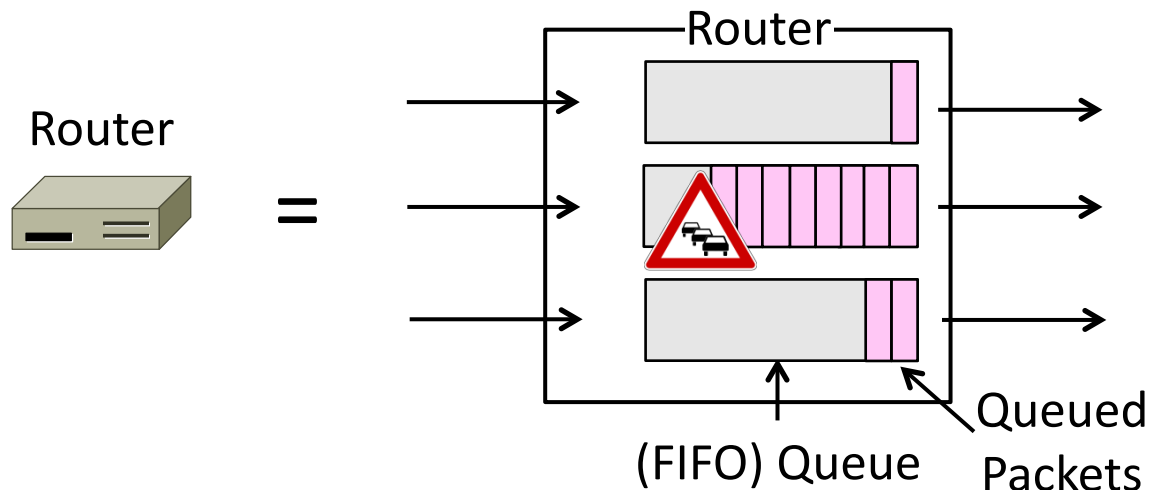 Router
Router
=
(FIFO) Queue
Queued
Packets